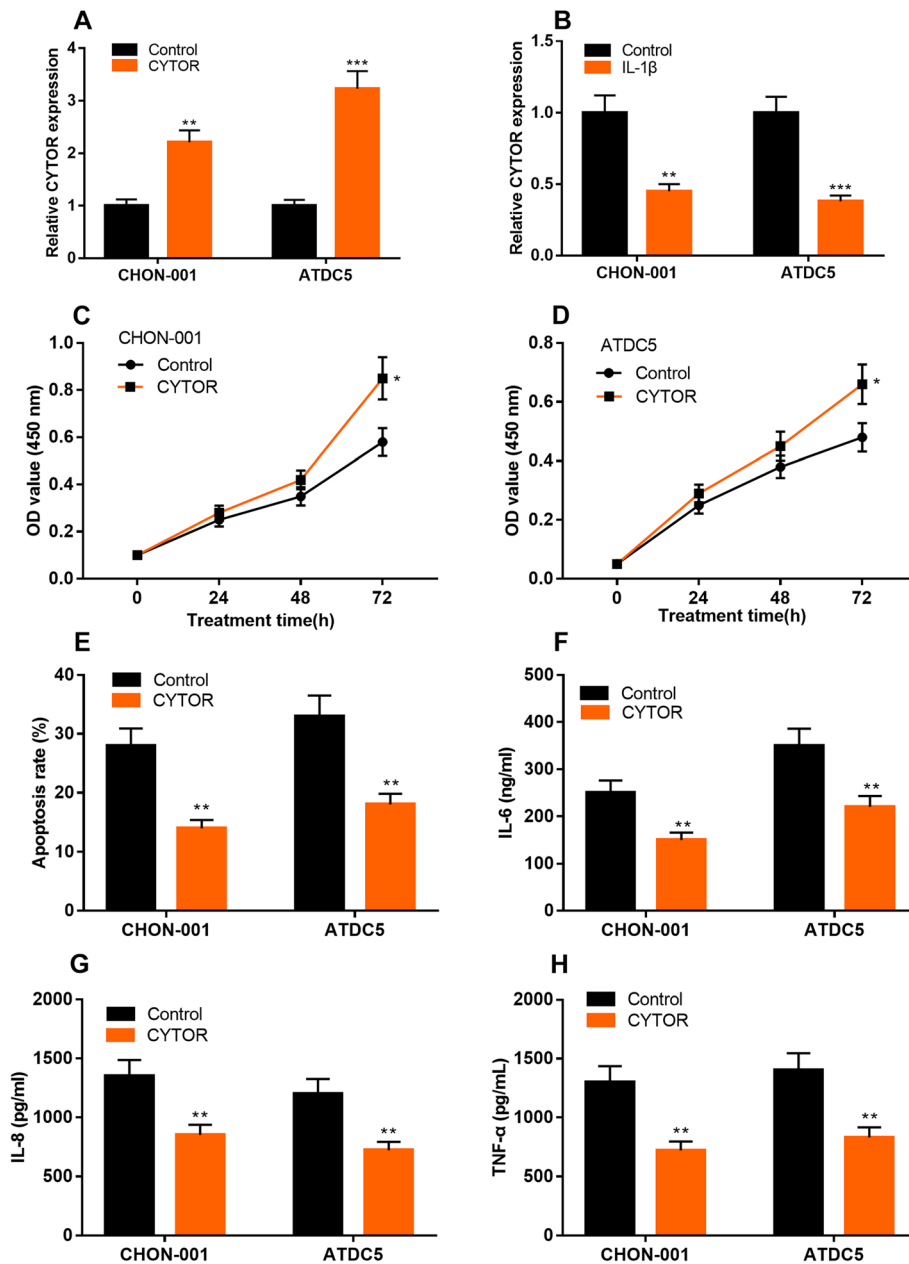 A
Control
CYTOR
Relative CYTOR expression
4
3
2
1
0
**
***
CHON-001
ATDC5
B
Control
IL-1β
Relative CYTOR expression
1.5
1.0
0.5
0.0
**
***
CHON-001
ATDC5
C
CHON-001
Control
CYTOR
OD value (450 nm)
1.0
0.8
0.6
0.4
0.2
0.0
*
0 24 48 72
Treatment time(h)
D
ATDC5
Control
CYTOR
OD value (450 nm)
0.8
0.6
0.4
0.2
0.0
*
0 24 48 72
Treatment time(h)
E
Control
CYTOR
Apoptosis rate (%)
40
30
20
10
0
**
**
CHON-001
ATDC5
F
Control
CYTOR
IL-6 (ng/ml)
500
400
300
200
100
0
**
**
CHON-001
ATDC5
G
Control
CYTOR
IL-8 (pg/ml)
2000
1500
1000
500
0
**
**
CHON-001
ATDC5
H
Control
CYTOR
TNF-α (pg/mL)
2000
1500
1000
500
0
**
**
CHON-001
ATDC5